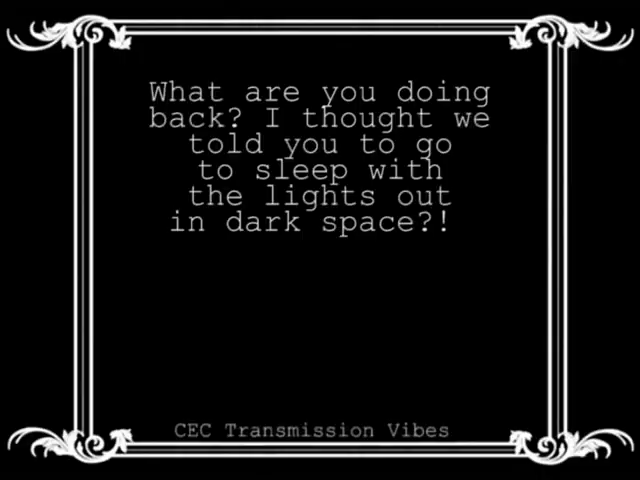 What are you doing
back? I thought we
told you to go
to sleep with
the lights out
in dark space?!
CEC Transmission Vibes